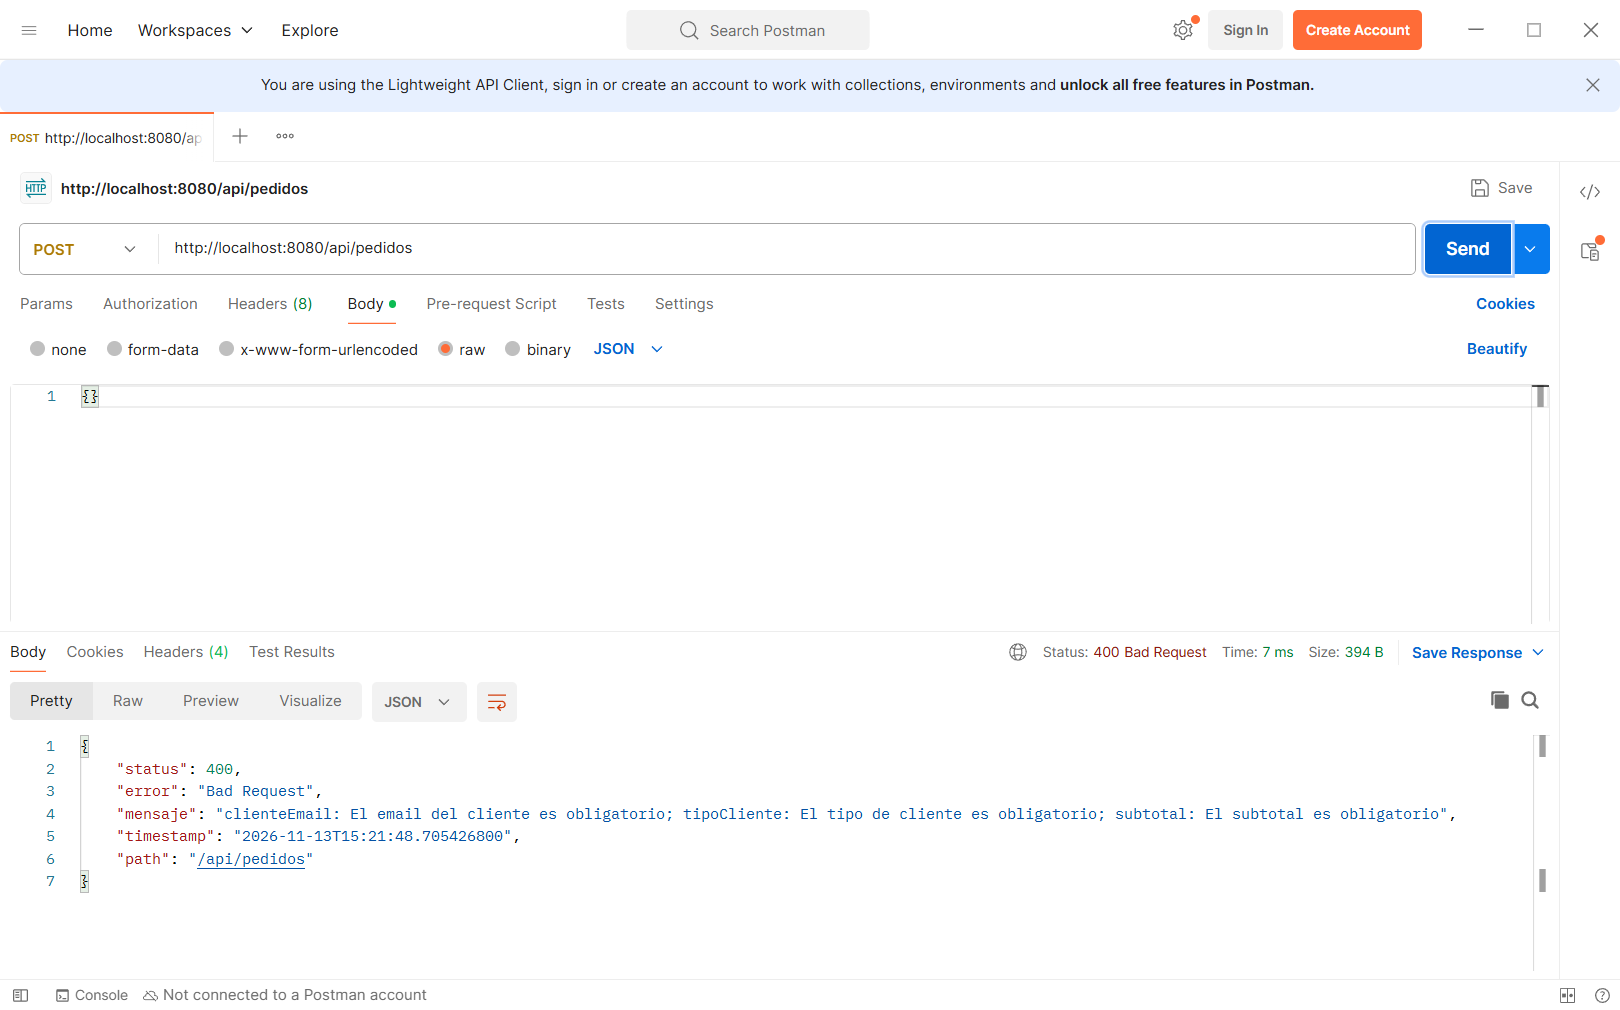 Home Workspaces Explore Search Postman Sign In Create Account
You are using the Lightweight API Client, sign in or create an account to work with collections, environments and unlock all free features in Postman.
POST http://localhost:8080/ap
HTTP http://localhost:8080/api/pedidos Save
POST http://localhost:8080/api/pedidos Send
Params Authorization Headers (8) Body Pre-request Script Tests Settings Cookies
none form-data x-www-form-urlencoded raw binary JSON Beautify
1 {}
Body Cookies Headers (4) Test Results Status: 400 Bad Request Time: 7 ms Size: 394 B Save Response
Pretty Raw Preview Visualize JSON
1 {
2 "status": 400,
3 "error": "Bad Request",
4 "mensaje": "clienteEmail: El email del cliente es obligatorio; tipoCliente: El tipo de cliente es obligatorio; subtotal: El subtotal es obligatorio",
5 "timestamp": "2026-11-13T15:21:48.705426800",
6 "path": "/api/pedidos"
7 }
Console Not connected to a Postman account